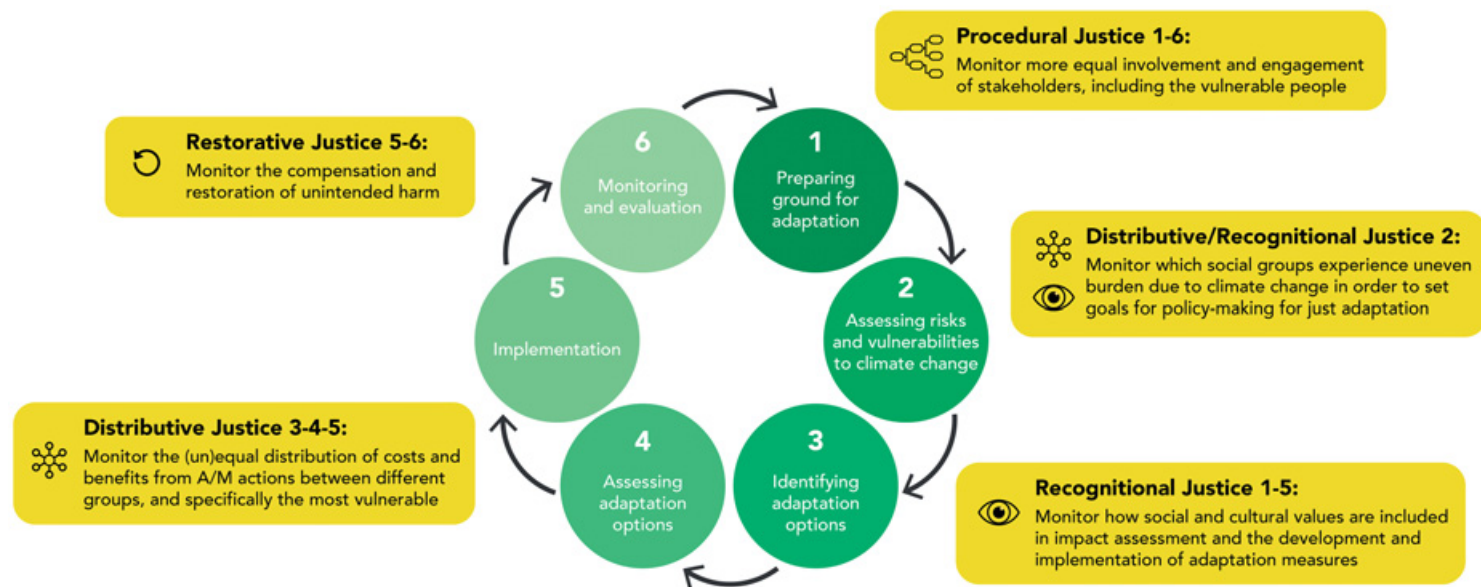 Procedural Justice 1-6:
Monitor more equal involvement and engagement
of stakeholders, including the vulnerable people
Restorative Justice 5-6:
Monitor the compensation and
restoration of unintended harm
6
Monitoring
and evaluation
1
Preparing
ground for
adaptation
Distributive/Recognitional Justice 2:
Monitor which social groups experience uneven
burden due to climate change in order to set
goals for policy-making for just adaptation
5
Implementation
2
Assessing risks
and vulnerabilities
to climate change
Distributive Justice 3-4-5:
Monitor the (un)equal distribution of costs and
benefits from A/M actions between different
groups, and specifically the most vulnerable
4
Assessing
adaptation
options
3
Identifying
adaptation
options
Recognitional Justice 1-5:
Monitor how social and cultural values are included
in impact assessment and the development and
implementation of adaptation measures